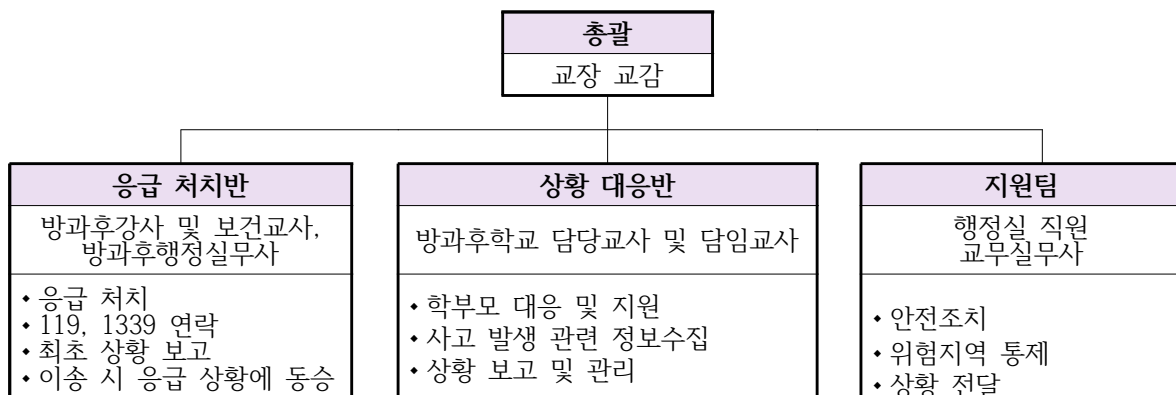 총괄
교장 교감
응급 처치반
방과후강사 및 보건교사,
방과후행정실무사
◆응급 처치
◆119, 1339 연락
◆최초 상황 보고
◆이송 시 응급 상황에 동승
상황 대응반
방과후학교 담당교사 및 담임교사
◆학부모 대응 및 지원
◆사고 발생 관련 정보수집
◆상황 보고 및 관리
지원팀
행정실 직원
교무실무사
◆안전조치
◆위험지역 통제
◆상황 전달